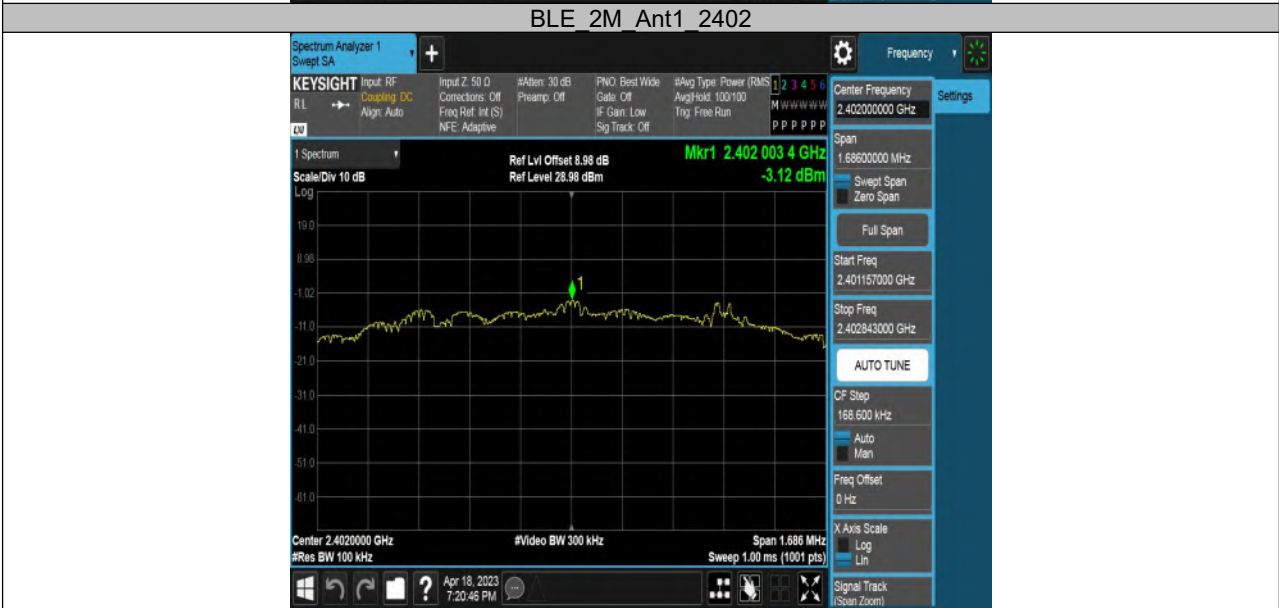 BLE_2M_Ant1_2402
Spectrum Analyzer 1
Swept SA
+
Frequency
KEYSIGHT
RL
LXI
Input: RF
Coupling: DC
Align: Auto
Input Z: 50 Ω
Corrections: Off
Freq Ref: Int (S)
NFE: Adaptive
#Atten: 30 dB
Preamp: Off
PNO: Best Wide
Gate: Off
IF Gain: Low
Sig Track: Off
#Avg Type: Power (RMS
Avg|Hold: 100/100
Trig: Free Run
1 2 3 4 5 6
M W W W W W
P P P P P P
1 Spectrum
Scale/Div 10 dB
Log
Ref Lvl Offset 8.98 dB
Ref Level 28.98 dBm
Mkr1 2.402 003 4 GHz
-3.12 dBm
19.0
8.98
-1.02
-11.0
-21.0
-31.0
-41.0
-51.0
-61.0
1
Center 2.4020000 GHz
#Res BW 100 kHz
#Video BW 300 kHz
Span 1.686 MHz
Sweep 1.00 ms (1001 pts)
?
Apr 18, 2023
7:20:46 PM
Center Frequency
2.402000000 GHz
Settings
Span
1.68600000 MHz
Swept Span
Zero Span
Full Span
Start Freq
2.401157000 GHz
Stop Freq
2.402843000 GHz
AUTO TUNE
CF Step
168.600 kHz
Auto
Man
Freq Offset
0 Hz
X Axis Scale
Log
Lin
Signal Track
(Span Zoom)